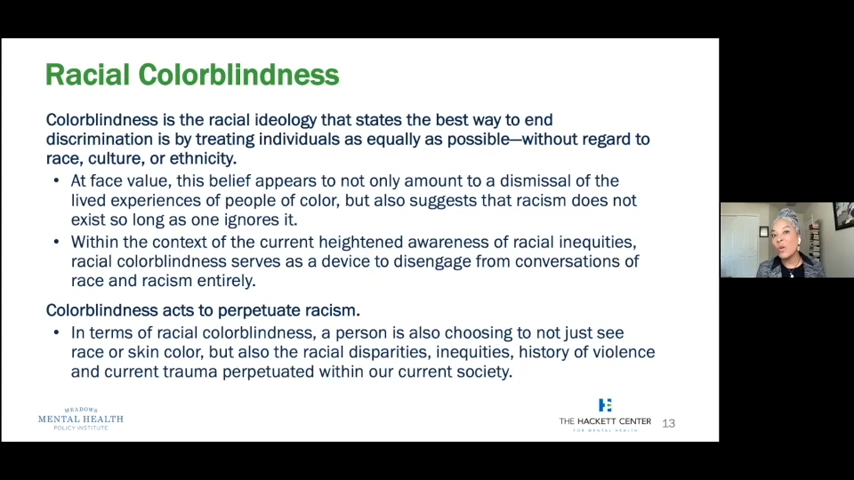 Racial Colorblindness
Colorblindness is the racial ideology that states the best way to end
discrimination is by treating individuals as equally as possible—without regard to
race, culture, or ethnicity.
• At face value, this belief appears to not only amount to a dismissal of the
lived experiences of people of color, but also suggests that racism does not
exist so long as one ignores it.
• Within the context of the current heightened awareness of racial inequities,
racial colorblindness serves as a device to disengage from conversations of
race and racism entirely.
Colorblindness acts to perpetuate racism.
• In terms of racial colorblindness, a person is also choosing to not just see
race or skin color, but also the racial disparities, inequities, history of violence
and current trauma perpetuated within our current society.
MEADOWS
MENTAL HEALTH
POLICY INSTITUTE
THE HACKETT CENTER
FOR MENTAL HEALTH
13